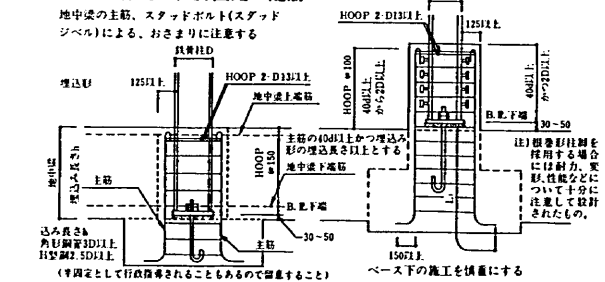 地中梁の主筋、スタッドボルト(スダッド
ジベル)による、おさまりに注意する
鉄骨柱D
埋込形
125以上
HOOP 2-D13以上
地中梁上端筋
主筋の40d以上かつ埋込み
形の埋込長さ以上とする
HOOP @150
地中梁
埋込み長さh
主筋
地中梁下端筋
B.P.下端
30~50
込み長さh
角形鋼管3D以上
H型鋼2.5D以上
主筋
(半固定として行政指導されることもあるので留意すること)
HOOP 2-D13以上
125以上
HOOP @100
40d以上
から2D以上
40d以上
かつ2D以上
B.P.下端
30~50
注)根巻形柱脚を
採用する場合
には耐力、変
形、性能などに
ついて十分に
注意して設計
されたもの。
150以上
ベース下の施工を慎重にする